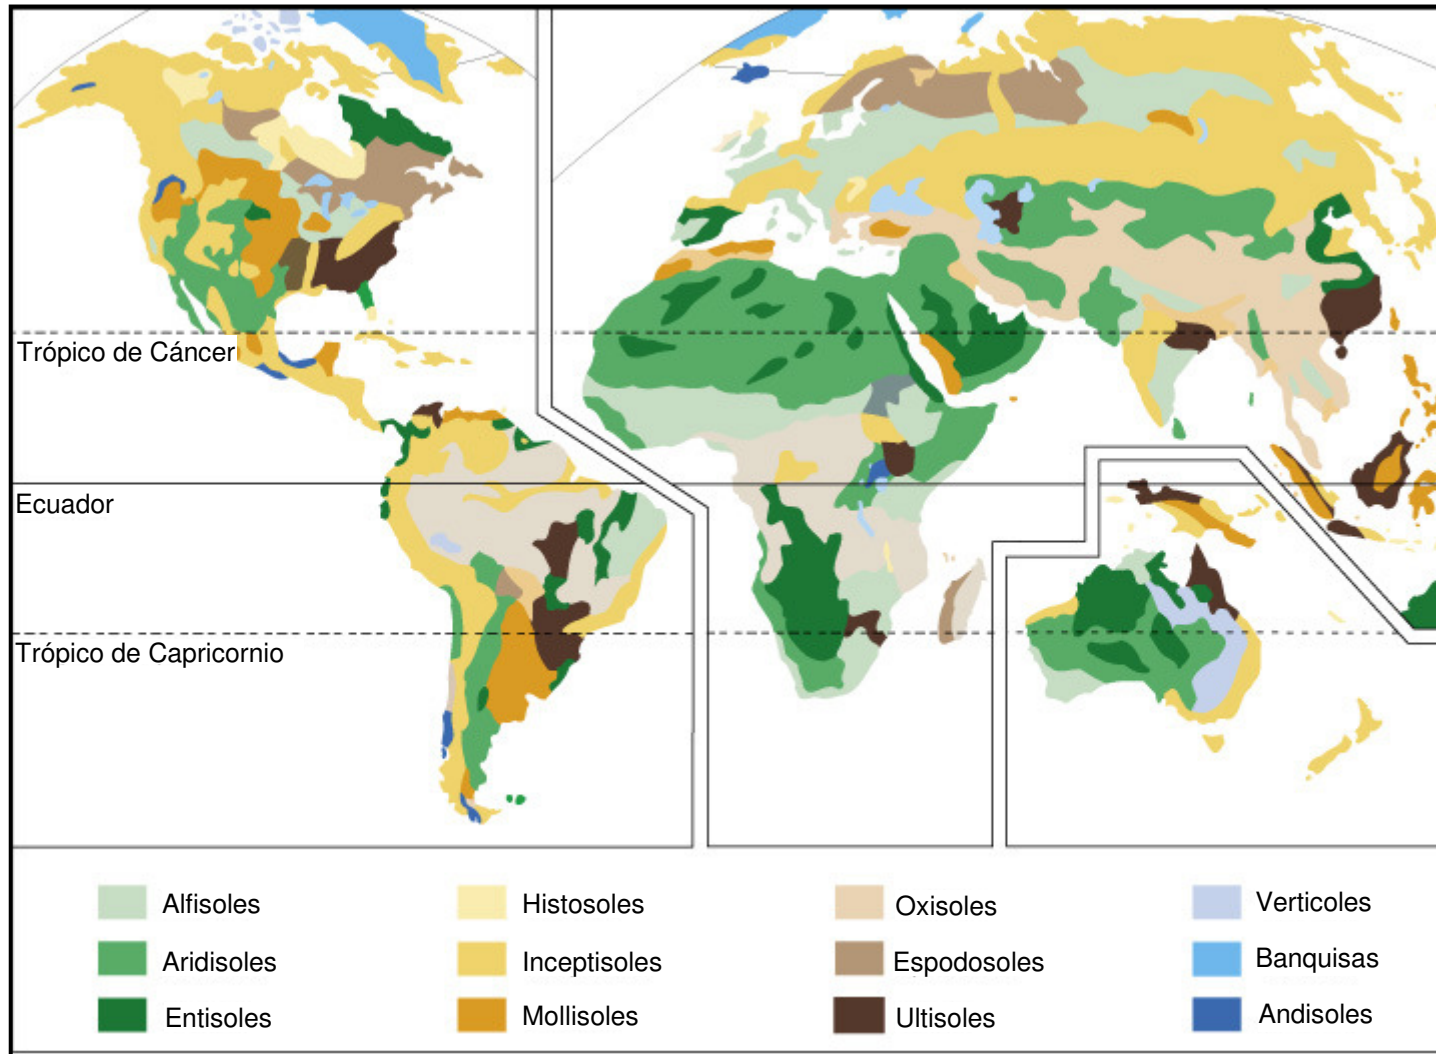 Trópico de Cáncer
Ecuador
Trópico de Capricornio
Alfisoles
Histosoles
Oxisoles
Verticoles
Aridisoles
Inceptisoles
Espodosoles
Banquisas
Entisoles
Mollisoles
Ultisoles
Andisoles